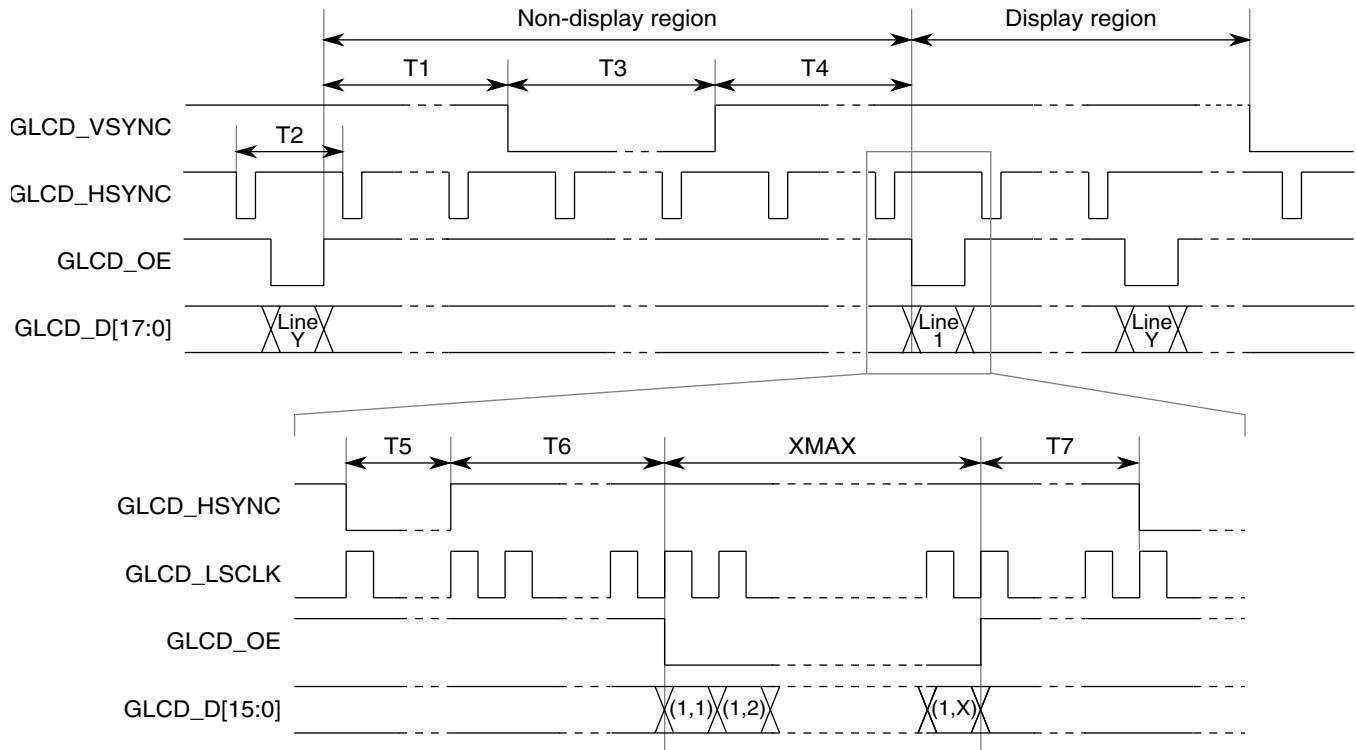 Non-display region Display region
T1 T3 T4
GLCD_VSYNC
T2
GLCD_HSYNC
GLCD_OE
GLCD_D[17:0]
Line Y
Line 1
Line Y
T5 T6 XMAX T7
GLCD_HSYNC
GLCD_LSCLK
GLCD_OE
GLCD_D[15:0] (1,1) (1,2) (1,X)